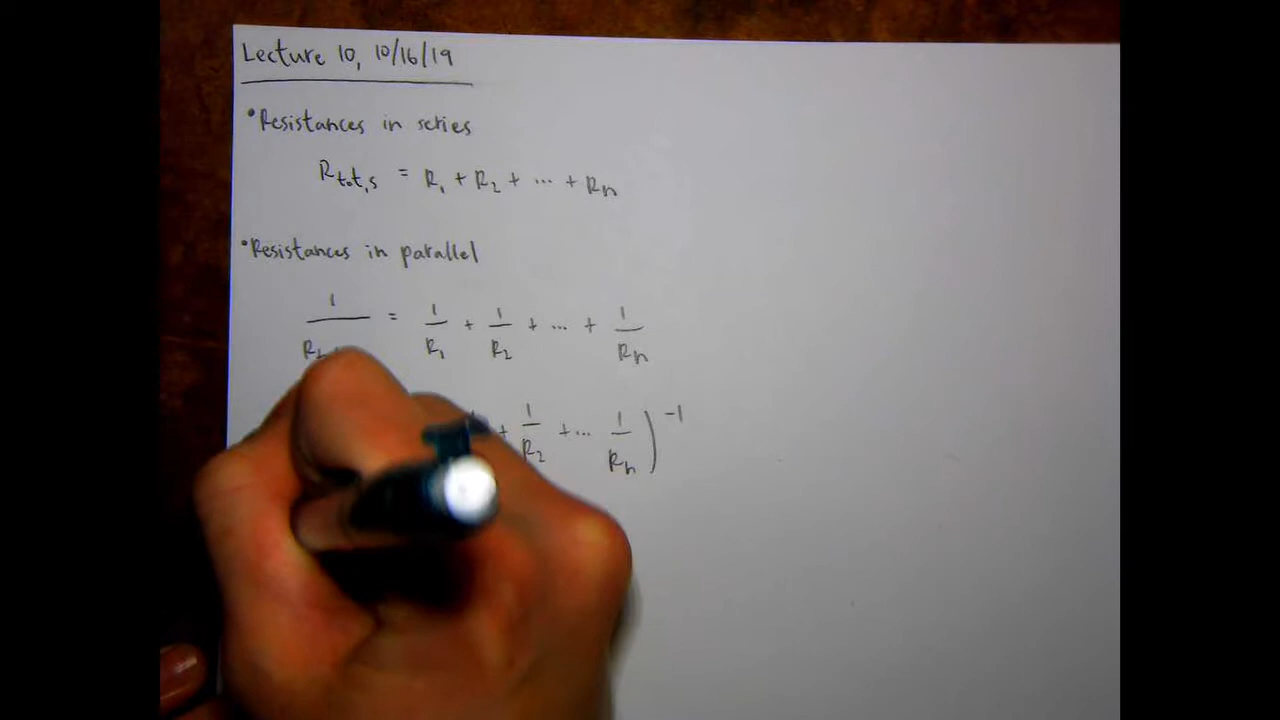 Lecture 10, 10/16/19
•Resistances in series
Rtot,s = R1 + R2 + ... + Rn
•Resistances in parallel
1/R = 1/R1 + 1/R2 + ... + 1/Rn
+ 1/R2 + ... 1/Rn )^-1